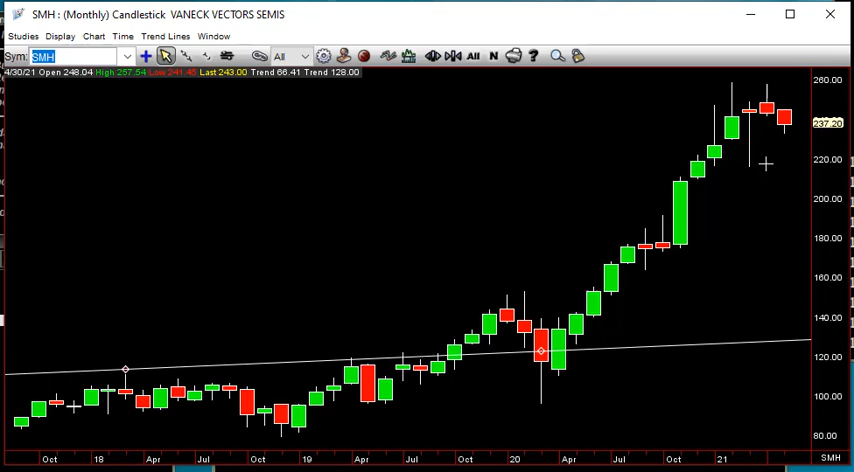 SMH : (Monthly) Candlestick VANECK VECTORS SEMIS
Studies Display Chart Time Trend Lines Window
Sym: SMH All All N ?
4/30/21 Open 248.04 High 257.54 Low 241.45 Last 243.00 Trend 66.41 Trend 128.00
260.00
237.20
220.00
200.00
180.00
160.00
140.00
120.00
100.00
80.00
Oct 18 Apr Jul Oct 19 Apr Jul Oct 20 Apr Jul Oct 21 SMH